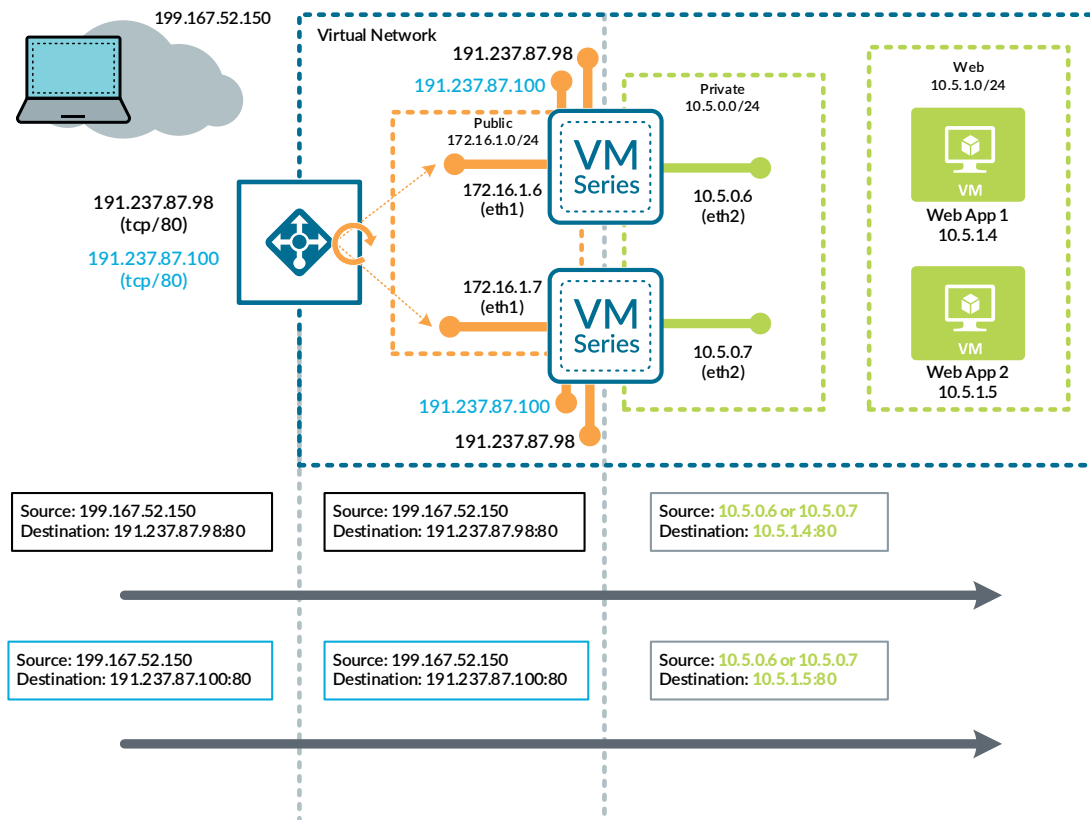 199.167.52.150
Virtual Network
191.237.87.98
191.237.87.100
Public
172.16.1.0/24
172.16.1.6
(eth1)
VM
Series
Private
10.5.0.0/24
10.5.0.6
(eth2)
Web
10.5.1.0/24
VM
Web App 1
10.5.1.4
191.237.87.98
(tcp/80)
191.237.87.100
(tcp/80)
172.16.1.7
(eth1)
VM
Series
10.5.0.7
(eth2)
VM
Web App 2
10.5.1.5
191.237.87.100
191.237.87.98
Source: 199.167.52.150
Destination: 191.237.87.98:80
Source: 199.167.52.150
Destination: 191.237.87.98:80
Source: 10.5.0.6 or 10.5.0.7
Destination: 10.5.1.4:80
Source: 199.167.52.150
Destination: 191.237.87.100:80
Source: 199.167.52.150
Destination: 191.237.87.100:80
Source: 10.5.0.6 or 10.5.0.7
Destination: 10.5.1.5:80